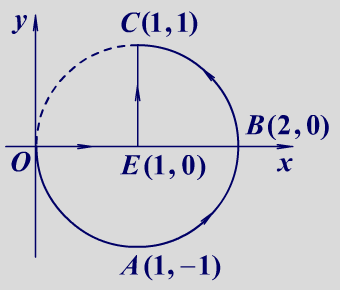 y
C(1,1)
B(2,0)
O
E(1,0)
x
A(1,−1)